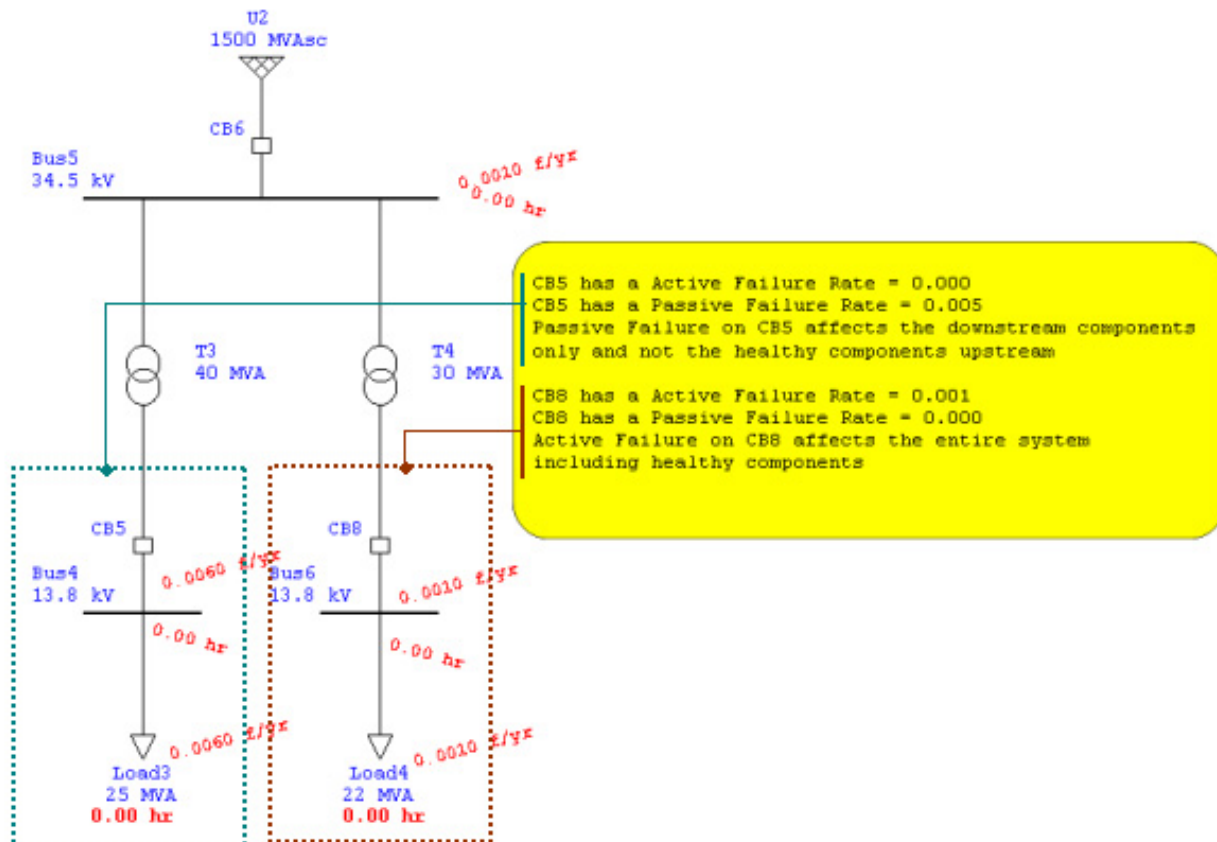 U2
1500 MVAsc
CB6
Bus5
34.5 kV
0.0010 f/yr
0.00 hr
CB5 has a Active Failure Rate = 0.000
CB5 has a Passive Failure Rate = 0.005
Passive Failure on CB5 affects the downstream components
only and not the healthy components upstream
CB8 has a Active Failure Rate = 0.001
CB8 has a Passive Failure Rate = 0.000
Active Failure on CB8 affects the entire system
including healthy components
T3
40 MVA
T4
30 MVA
CB5
Bus4
13.8 kV
0.0060 f/yr
0.00 hr
0.0060 f/yr
Load3
25 MVA
0.00 hr
CB8
Bus6
13.8 kV
0.0010 f/yr
0.00 hr
0.0010 f/yr
Load4
22 MVA
0.00 hr